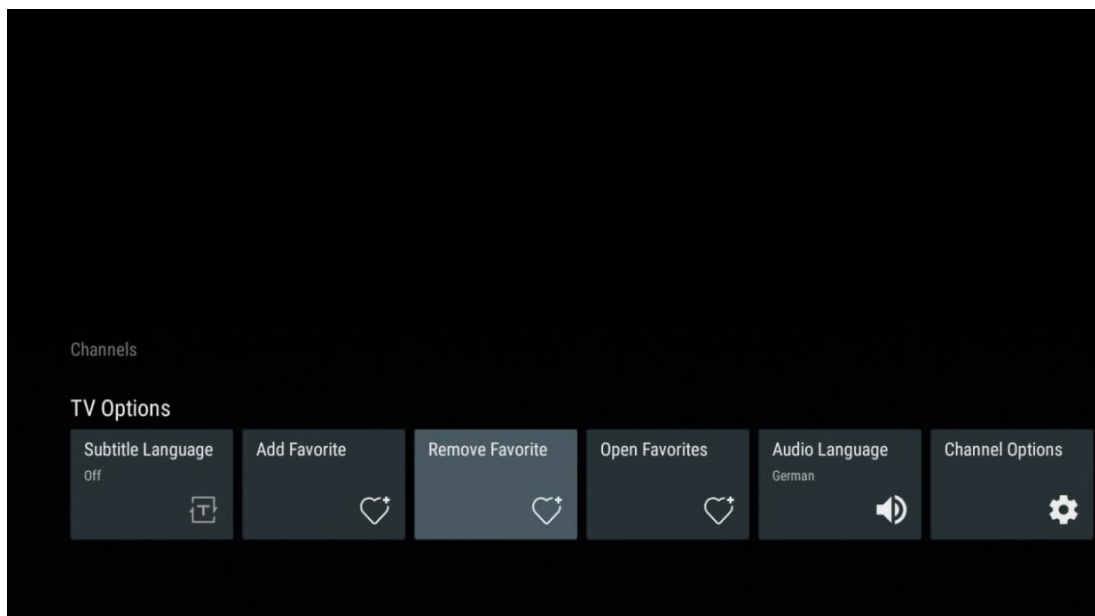 Channels
TV Options
Subtitle Language
Off
Add Favorite
Remove Favorite
Open Favorites
Audio Language
German
Channel Options